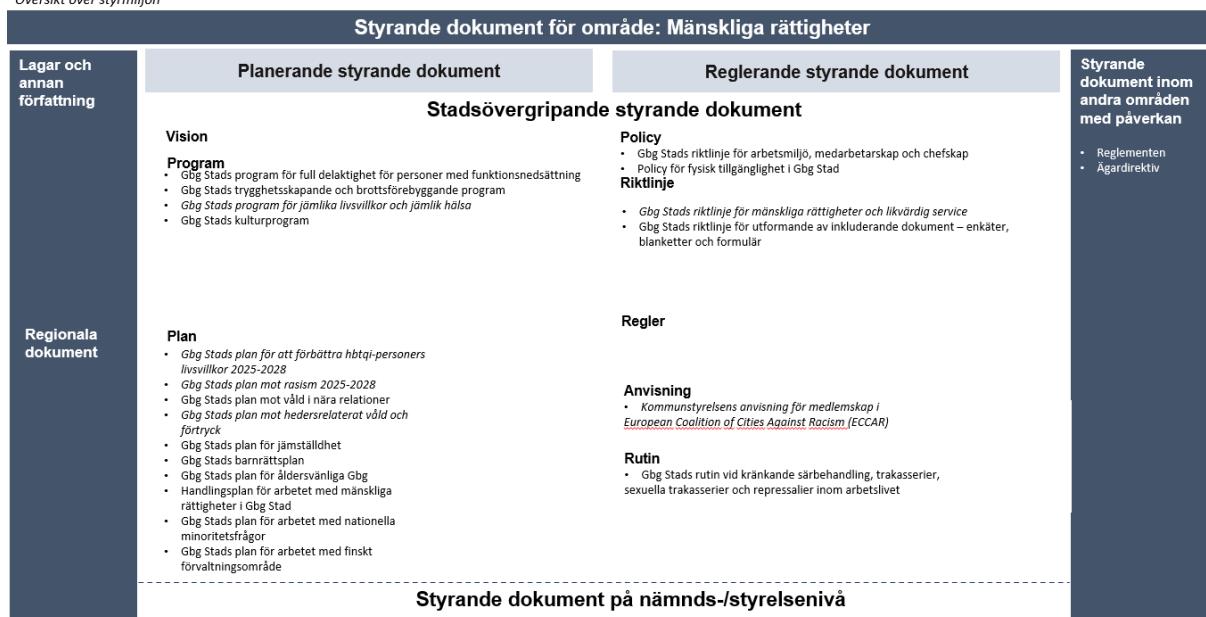 Översikt över styrmiljön
Styrande dokument för område: Mänskliga rättigheter
Lagar och
annan
författning
Regionala
dokument
Planerande styrande dokument
Reglerande styrande dokument
Stadsövergripande styrande dokument
Vision
Program
• Gbg Stads program för full delaktighet för personer med funktionsnedsättning
• Gbg Stads trygghetsskapande och brottsförebyggande program
• Gbg Stads program för jämlika livsvillkor och jämlik hälsa
• Gbg Stads kulturprogram
Plan
• Gbg Stads plan för att förbättra hbtqi-personers
livsvillkor 2025-2028
• Gbg Stads plan mot rasism 2025-2028
• Gbg Stads plan mot våld i nära relationer
• Gbg Stads plan mot hedersrelaterat våld och
förtryck
• Gbg Stads plan för jämställdhet
• Gbg Stads barnrättsplan
• Gbg Stads plan för åldersvänliga Gbg
• Handlingsplan för arbetet med mänskliga
rättigheter i Gbg Stad
• Gbg Stads plan för arbetet med nationella
minoritetsfrågor
• Gbg Stads plan för arbetet med finskt
förvaltningsområde
Policy
• Gbg Stads riktlinje för arbetsmiljö, medarbetarskap och chefskap
• Policy för fysisk tillgänglighet i Gbg Stad
Riktlinje
• Gbg Stads riktlinje för mänskliga rättigheter och likvärdig service
• Gbg Stads riktlinje för utformande av inkluderande dokument – enkäter,
blanketter och formulär
Regler
Anvisning
• Kommunstyrelsens anvisning för medlemskap i
European Coalition of Cities Against Racism (ECCAR)
Rutin
• Gbg Stads rutin vid kränkande särbehandling, trakasserier,
sexuella trakasserier och repressalier inom arbetslivet
Styrande
dokument inom
andra områden
med påverkan
• Reglementen
• Ägardirektiv
Styrande dokument på nämnds-/styrelsenivå